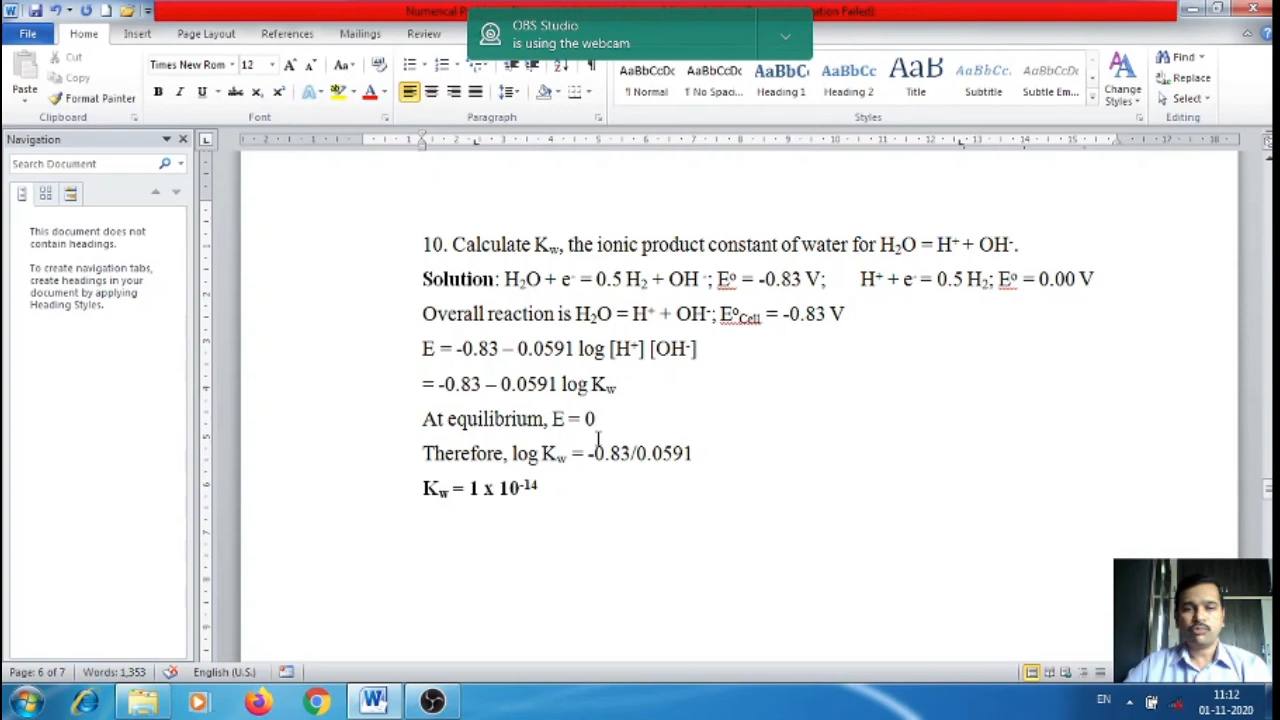 Numerical Pr
ation Failed)
OBS Studio
is using the webcam
File Home Insert Page Layout References Mailings Review
Cut
Copy
Format Painter
Paste
Times New Rom 12
AaBbCcDc AaBbCcDc AaBbC AaBbCc AaB AaBbCc. AaBbCcDc
¶ Normal ¶ No Spaci... Heading 1 Heading 2 Title Subtitle Subtle Em...
Change Styles
Find
Replace
Select
Clipboard Font Paragraph Styles Editing
Navigation
Search Document
This document does not contain headings.
To create navigation tabs, create headings in your document by applying Heading Styles.
10. Calculate Kw, the ionic product constant of water for H₂O = H⁺ + OH⁻.
Solution: H₂O + e⁻ = 0.5 H₂ + OH ⁻; Eº = -0.83 V; H⁺ + e⁻ = 0.5 H₂; Eº = 0.00 V
Overall reaction is H₂O = H⁺ + OH⁻; EºCell = -0.83 V
E = -0.83 – 0.0591 log [H⁺] [OH⁻]
= -0.83 – 0.0591 log Kw
At equilibrium, E = 0
Therefore, log Kw = -0.83/0.0591
Kw = 1 x 10⁻¹⁴
Page: 6 of 7 Words: 1,353 English (U.S.)
EN
11:12
01-11-2020